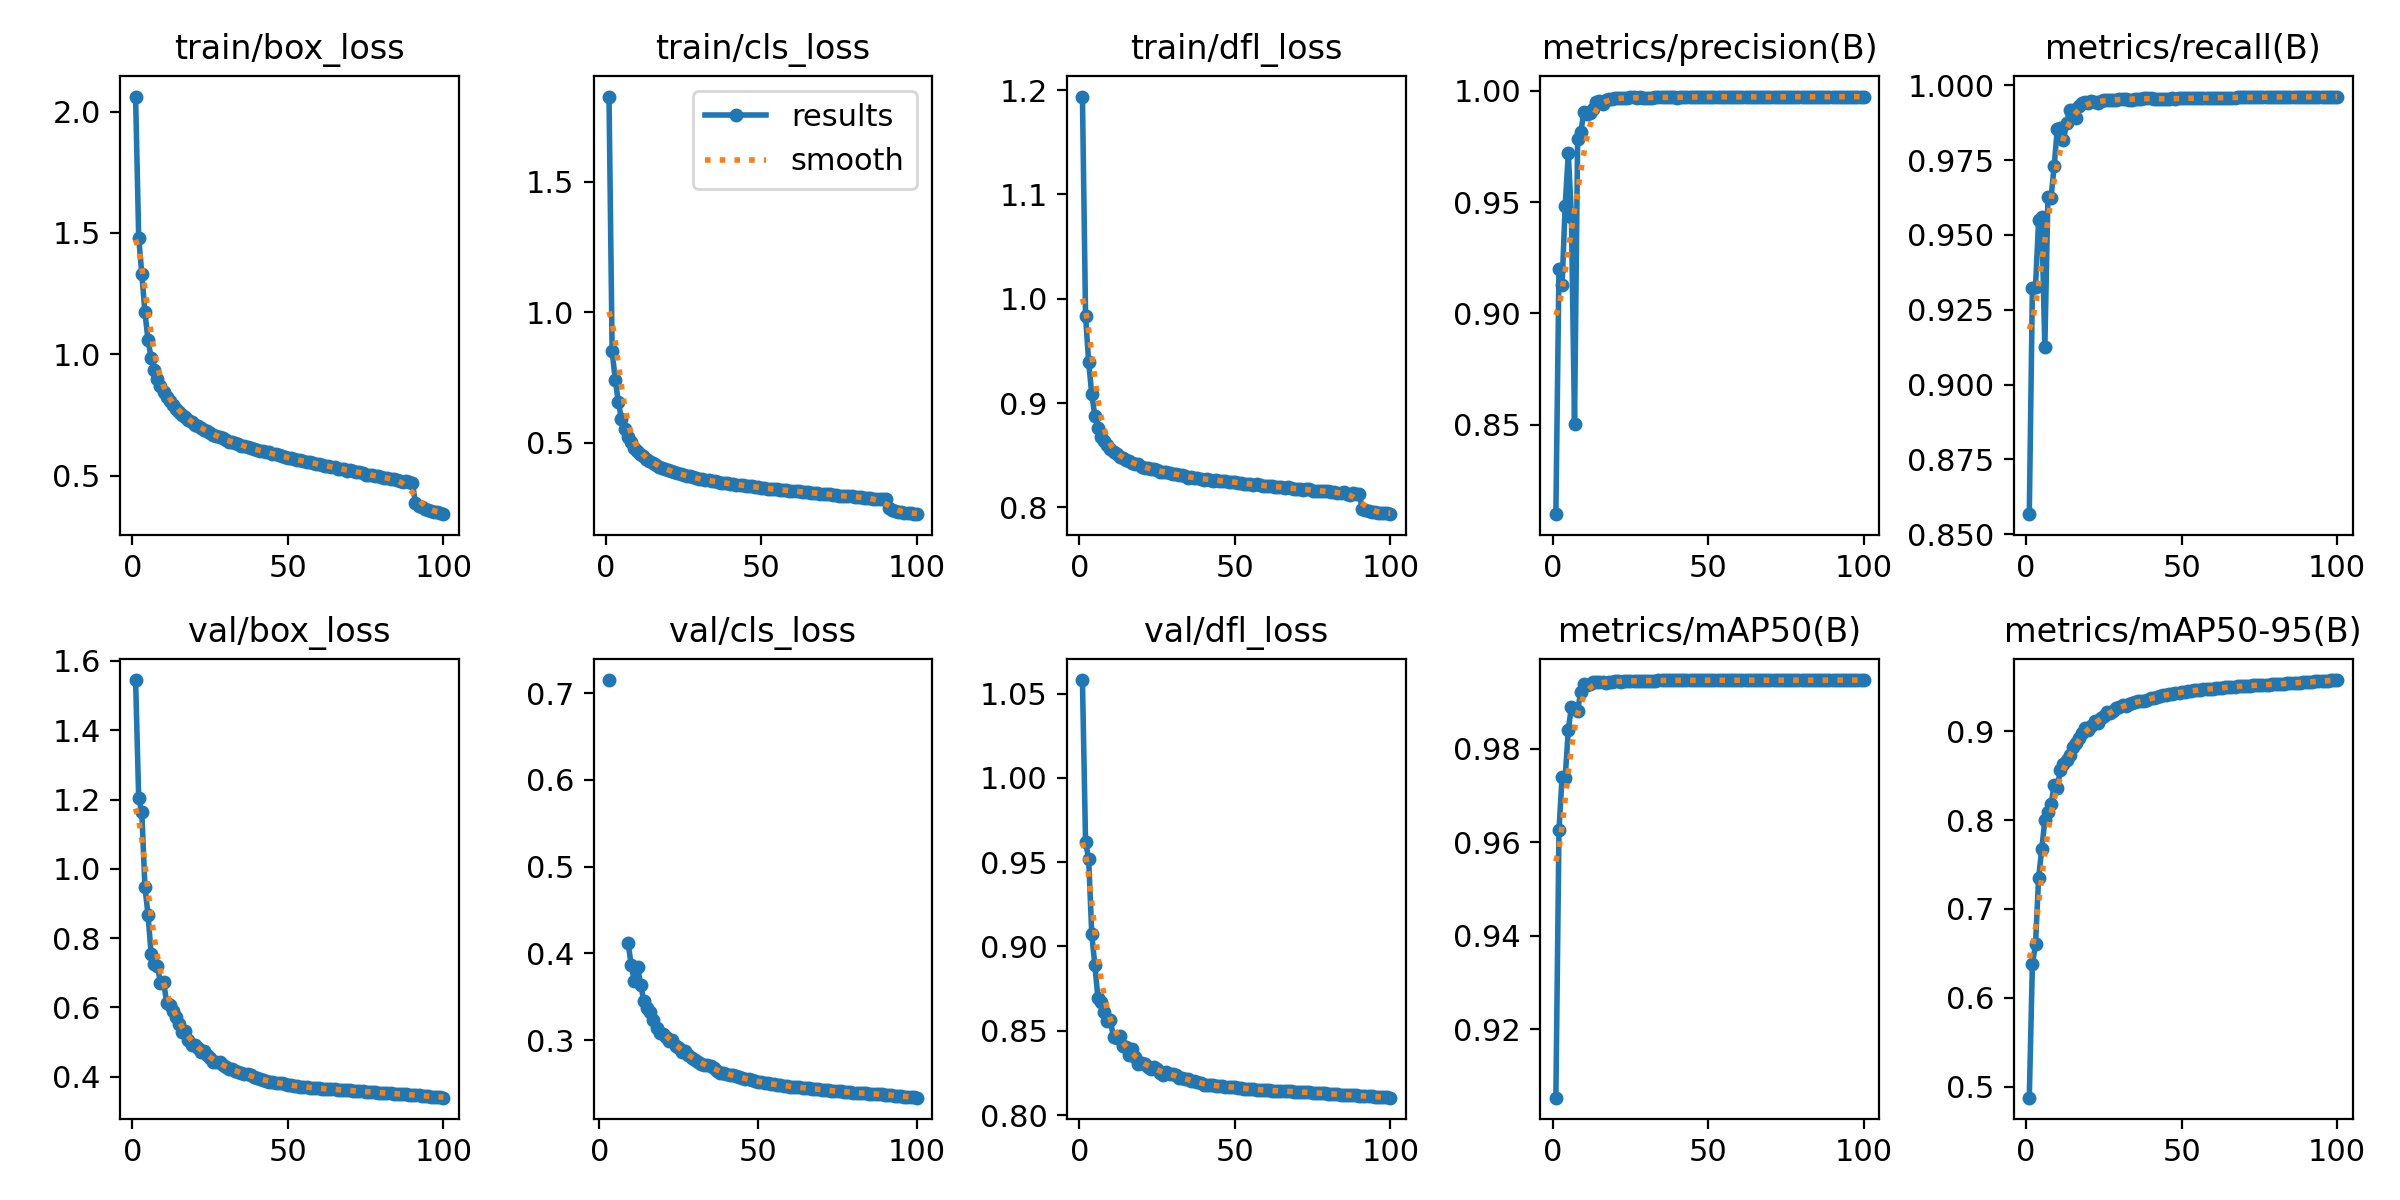 train/box_loss
2.0
1.5
1.0
0.5
0 50 100
train/cls_loss
results
smooth
1.5
1.0
0.5
0 50 100
train/dfl_loss
1.2
1.1
1.0
0.9
0.8
0 50 100
metrics/precision(B)
1.00
0.95
0.90
0.85
0 50 100
metrics/recall(B)
1.000
0.975
0.950
0.925
0.900
0.875
0.850
0 50 100
val/box_loss
1.6
1.4
1.2
1.0
0.8
0.6
0.4
0 50 100
val/cls_loss
0.7
0.6
0.5
0.4
0.3
0 50 100
val/dfl_loss
1.05
1.00
0.95
0.90
0.85
0.80
0 50 100
metrics/mAP50(B)
0.98
0.96
0.94
0.92
0 50 100
metrics/mAP50-95(B)
0.9
0.8
0.7
0.6
0.5
0 50 100